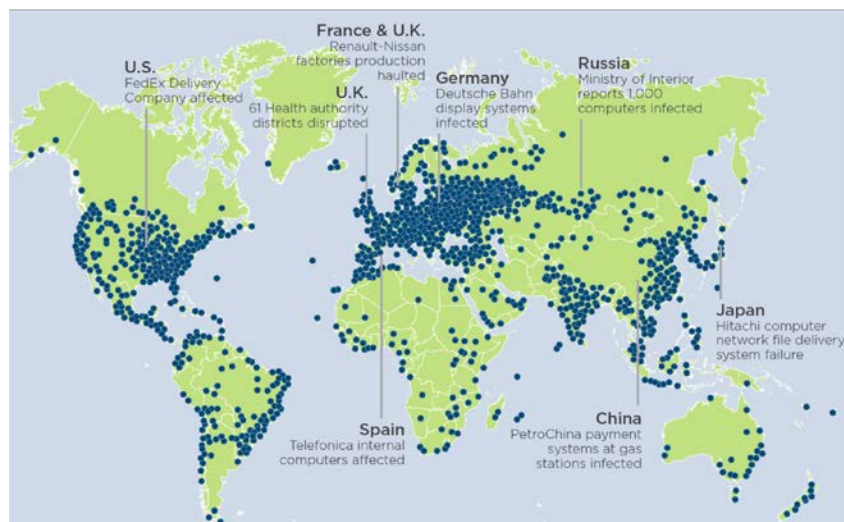 France & U.K.
Renault-Nissan
factories production
haulted
U.S.
FedEx Delivery
Company affected
U.K.
61 Health authority
districts disrupted
Germany
Deutsche Bahn
display systems
infected
Russia
Ministry of Interior
reports 1,000
computers infected
Japan
Hitachi computer
network file delivery
system failure
Spain
Telefonica internal
computers affected
China
PetroChina payment
systems at gas
stations infected